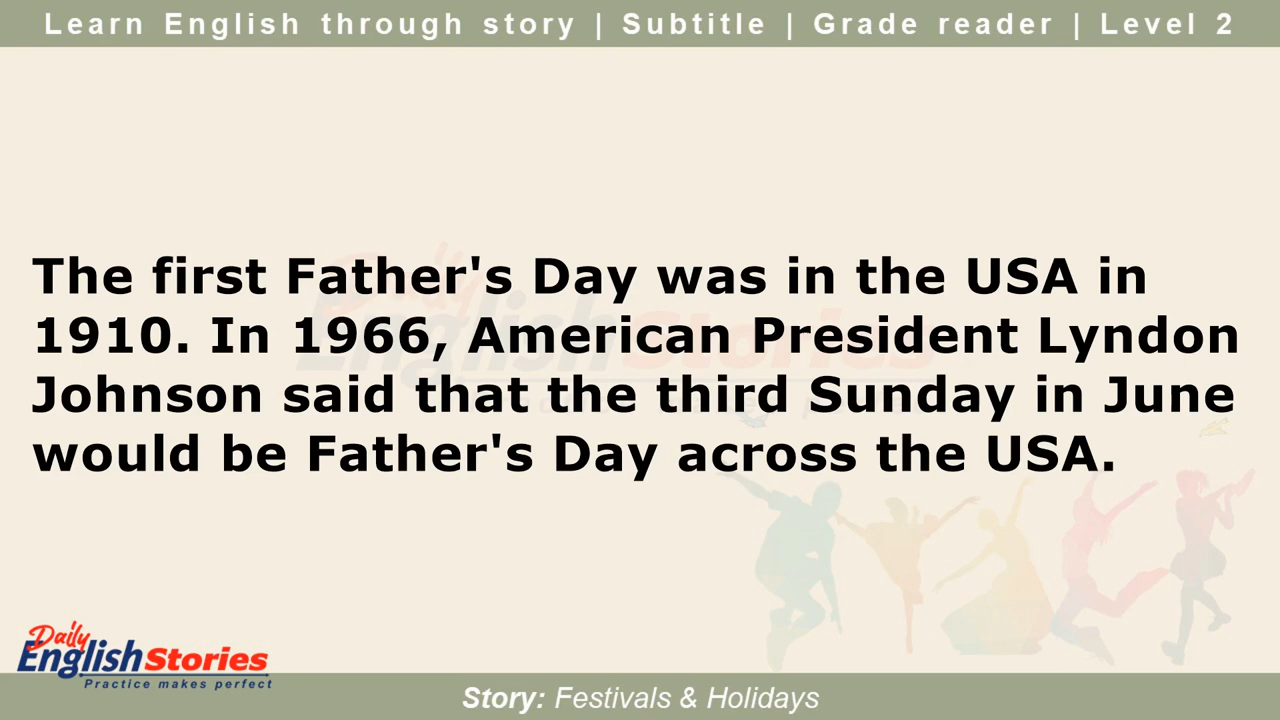 Learn English through story | Subtitle | Grade reader | Level 2
The first Father's Day was in the USA in
1910. In 1966, American President Lyndon
Johnson said that the third Sunday in June
would be Father's Day across the USA.
Daily
English Stories
Practice makes perfect
Story: Festivals & Holidays